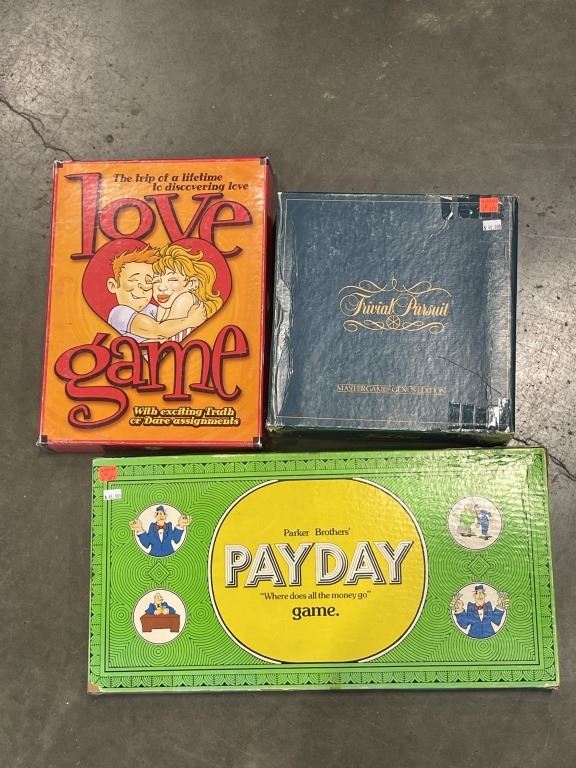 The trip of a lifetime
to discovering love
love
game
With exciting Truth
or Dare assignments
Trivial Pursuit
MASTER GAME–GENUS EDITION
Parker Brothers'
PAYDAY
"Where does all the money go"
game.